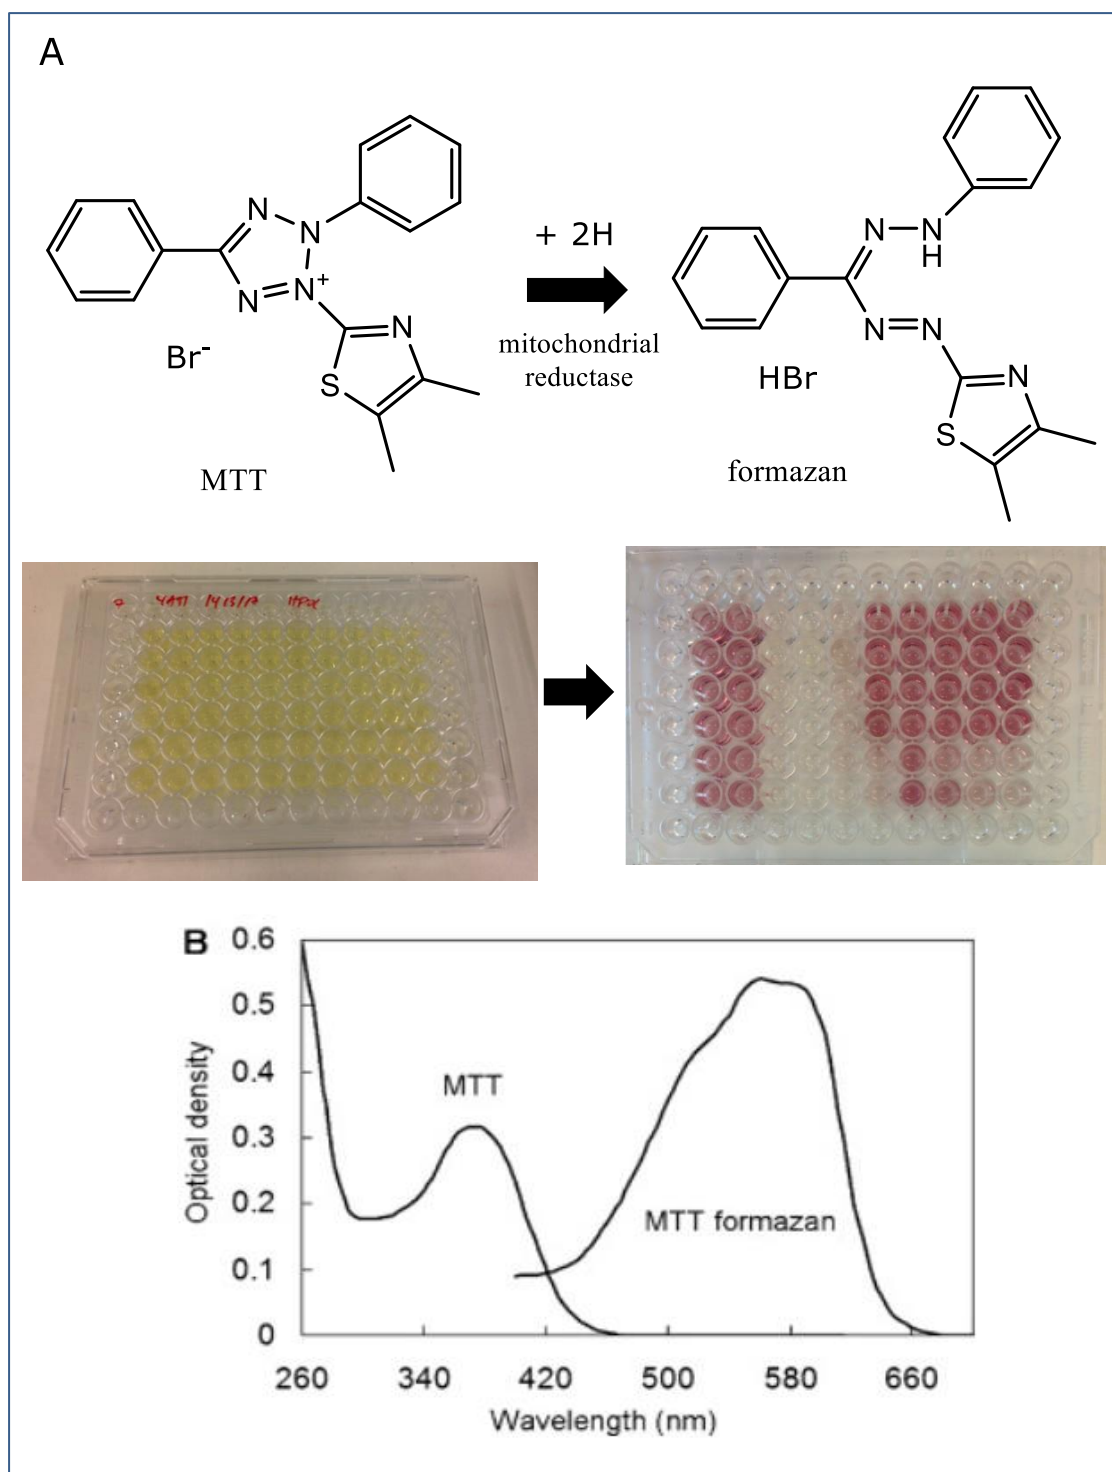 A
N
N
N
N+
N
S
Br-
MTT
+ 2H
mitochondrial
reductase
N
N
H
N
N
N
S
HBr
formazan
B
0.6
0.5
0.4
0.3
0.2
0.1
0
Optical density
MTT
MTT formazan
260 340 420 500 580 660
Wavelength (nm)